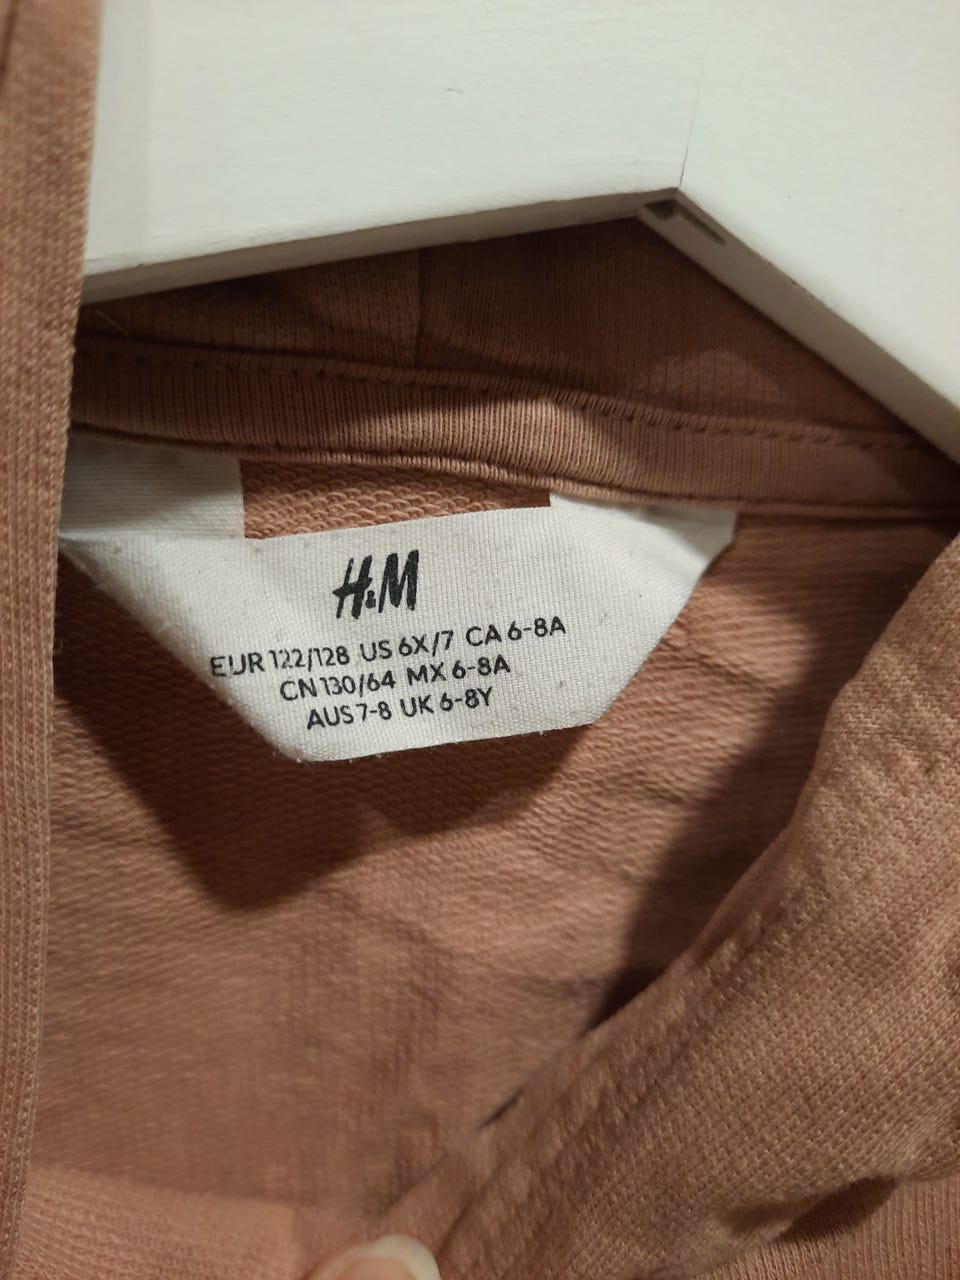 H&M
EUR 122/128 US 6X/7 CA 6-8A
CN 130/64 MX 6-8A
AUS 7-8 UK 6-8Y